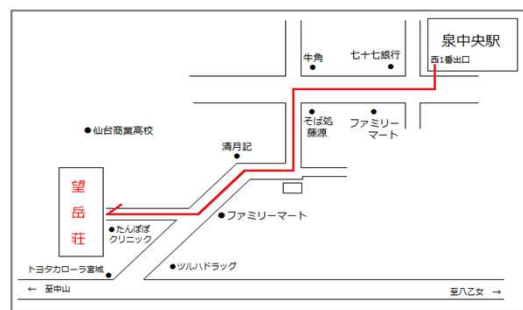 泉中央駅
西1番出口
牛角
七十七銀行
そば処
藤源
ファミリー
マート
仙台商業高校
清月記
望岳荘
たんぽぽ
クリニック
ファミリーマート
トヨタカローラ宮城
ツルハドラッグ
← 至中山
至八乙女 →